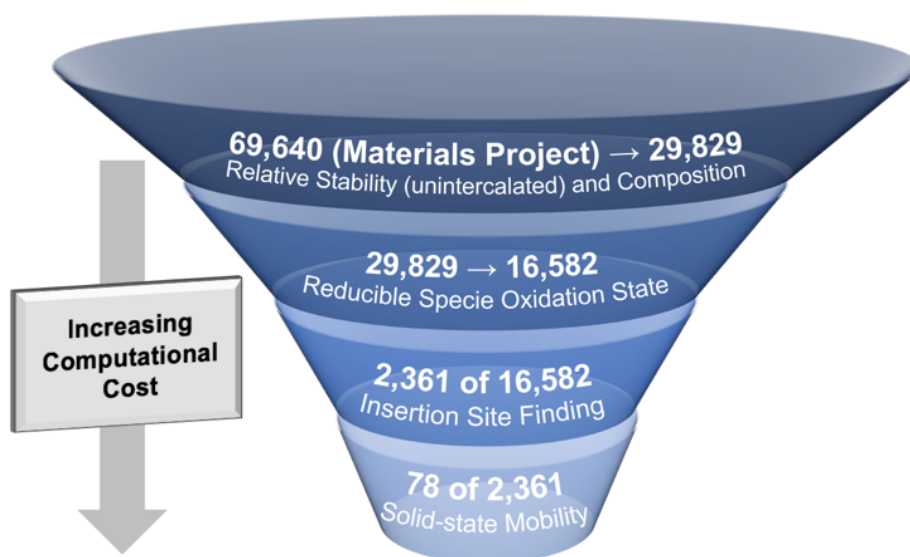 69,640 (Materials Project) → 29,829
Relative Stability (unintercalated) and Composition
29,829 → 16,582
Reducible Specie Oxidation State
Increasing
Computational
Cost
2,361 of 16,582
Insertion Site Finding
78 of 2,361
Solid-state Mobility